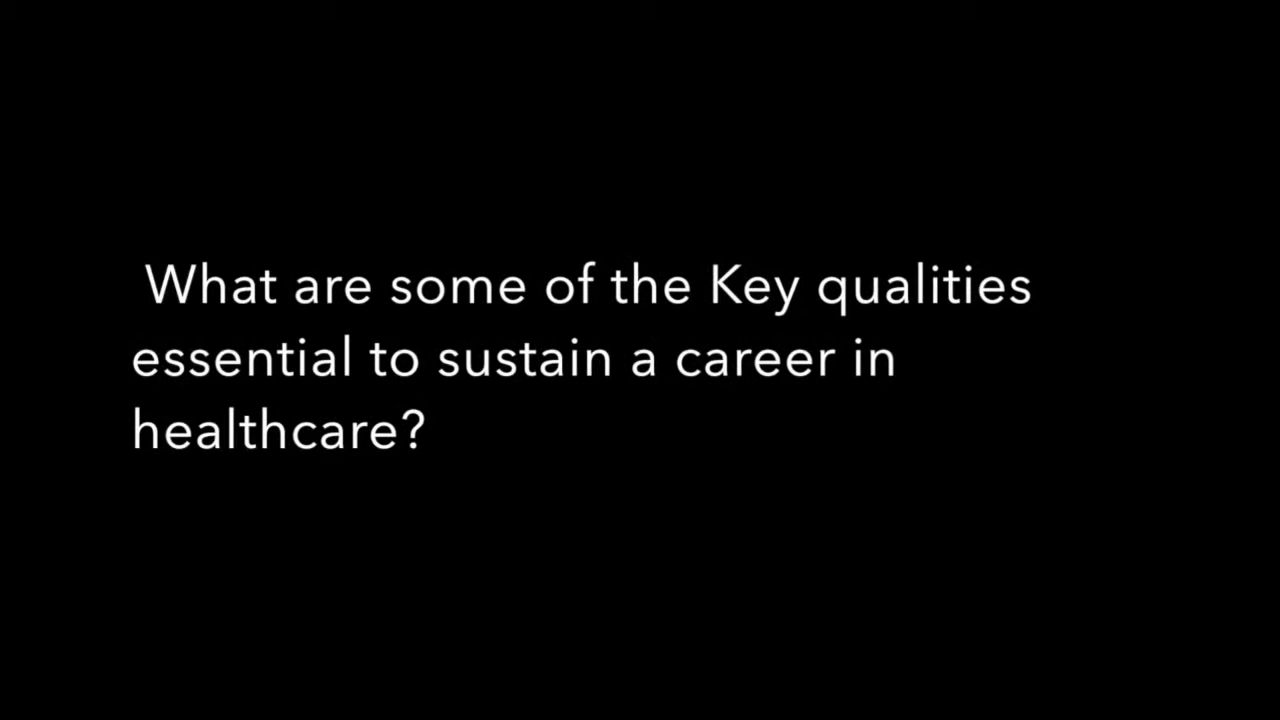 What are some of the Key qualities
essential to sustain a career in
healthcare?